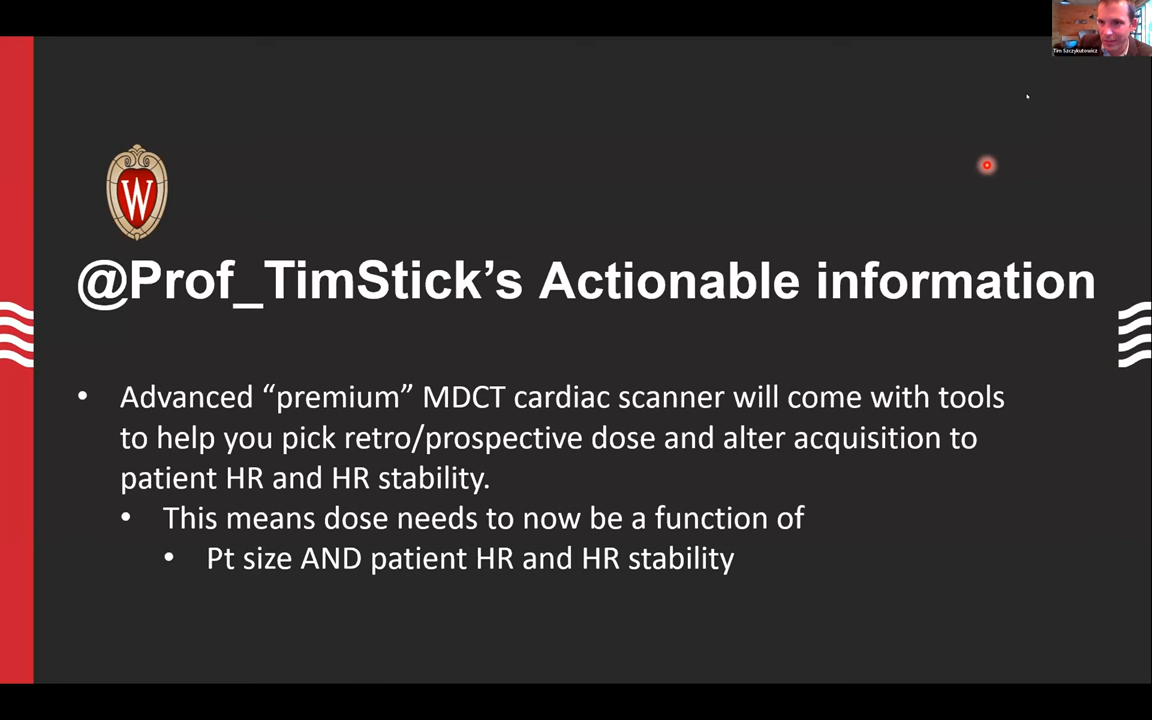 Tim Szczykutowicz
W
@Prof_TimStick’s Actionable information
• Advanced “premium” MDCT cardiac scanner will come with tools
to help you pick retro/prospective dose and alter acquisition to
patient HR and HR stability.
• This means dose needs to now be a function of
• Pt size AND patient HR and HR stability